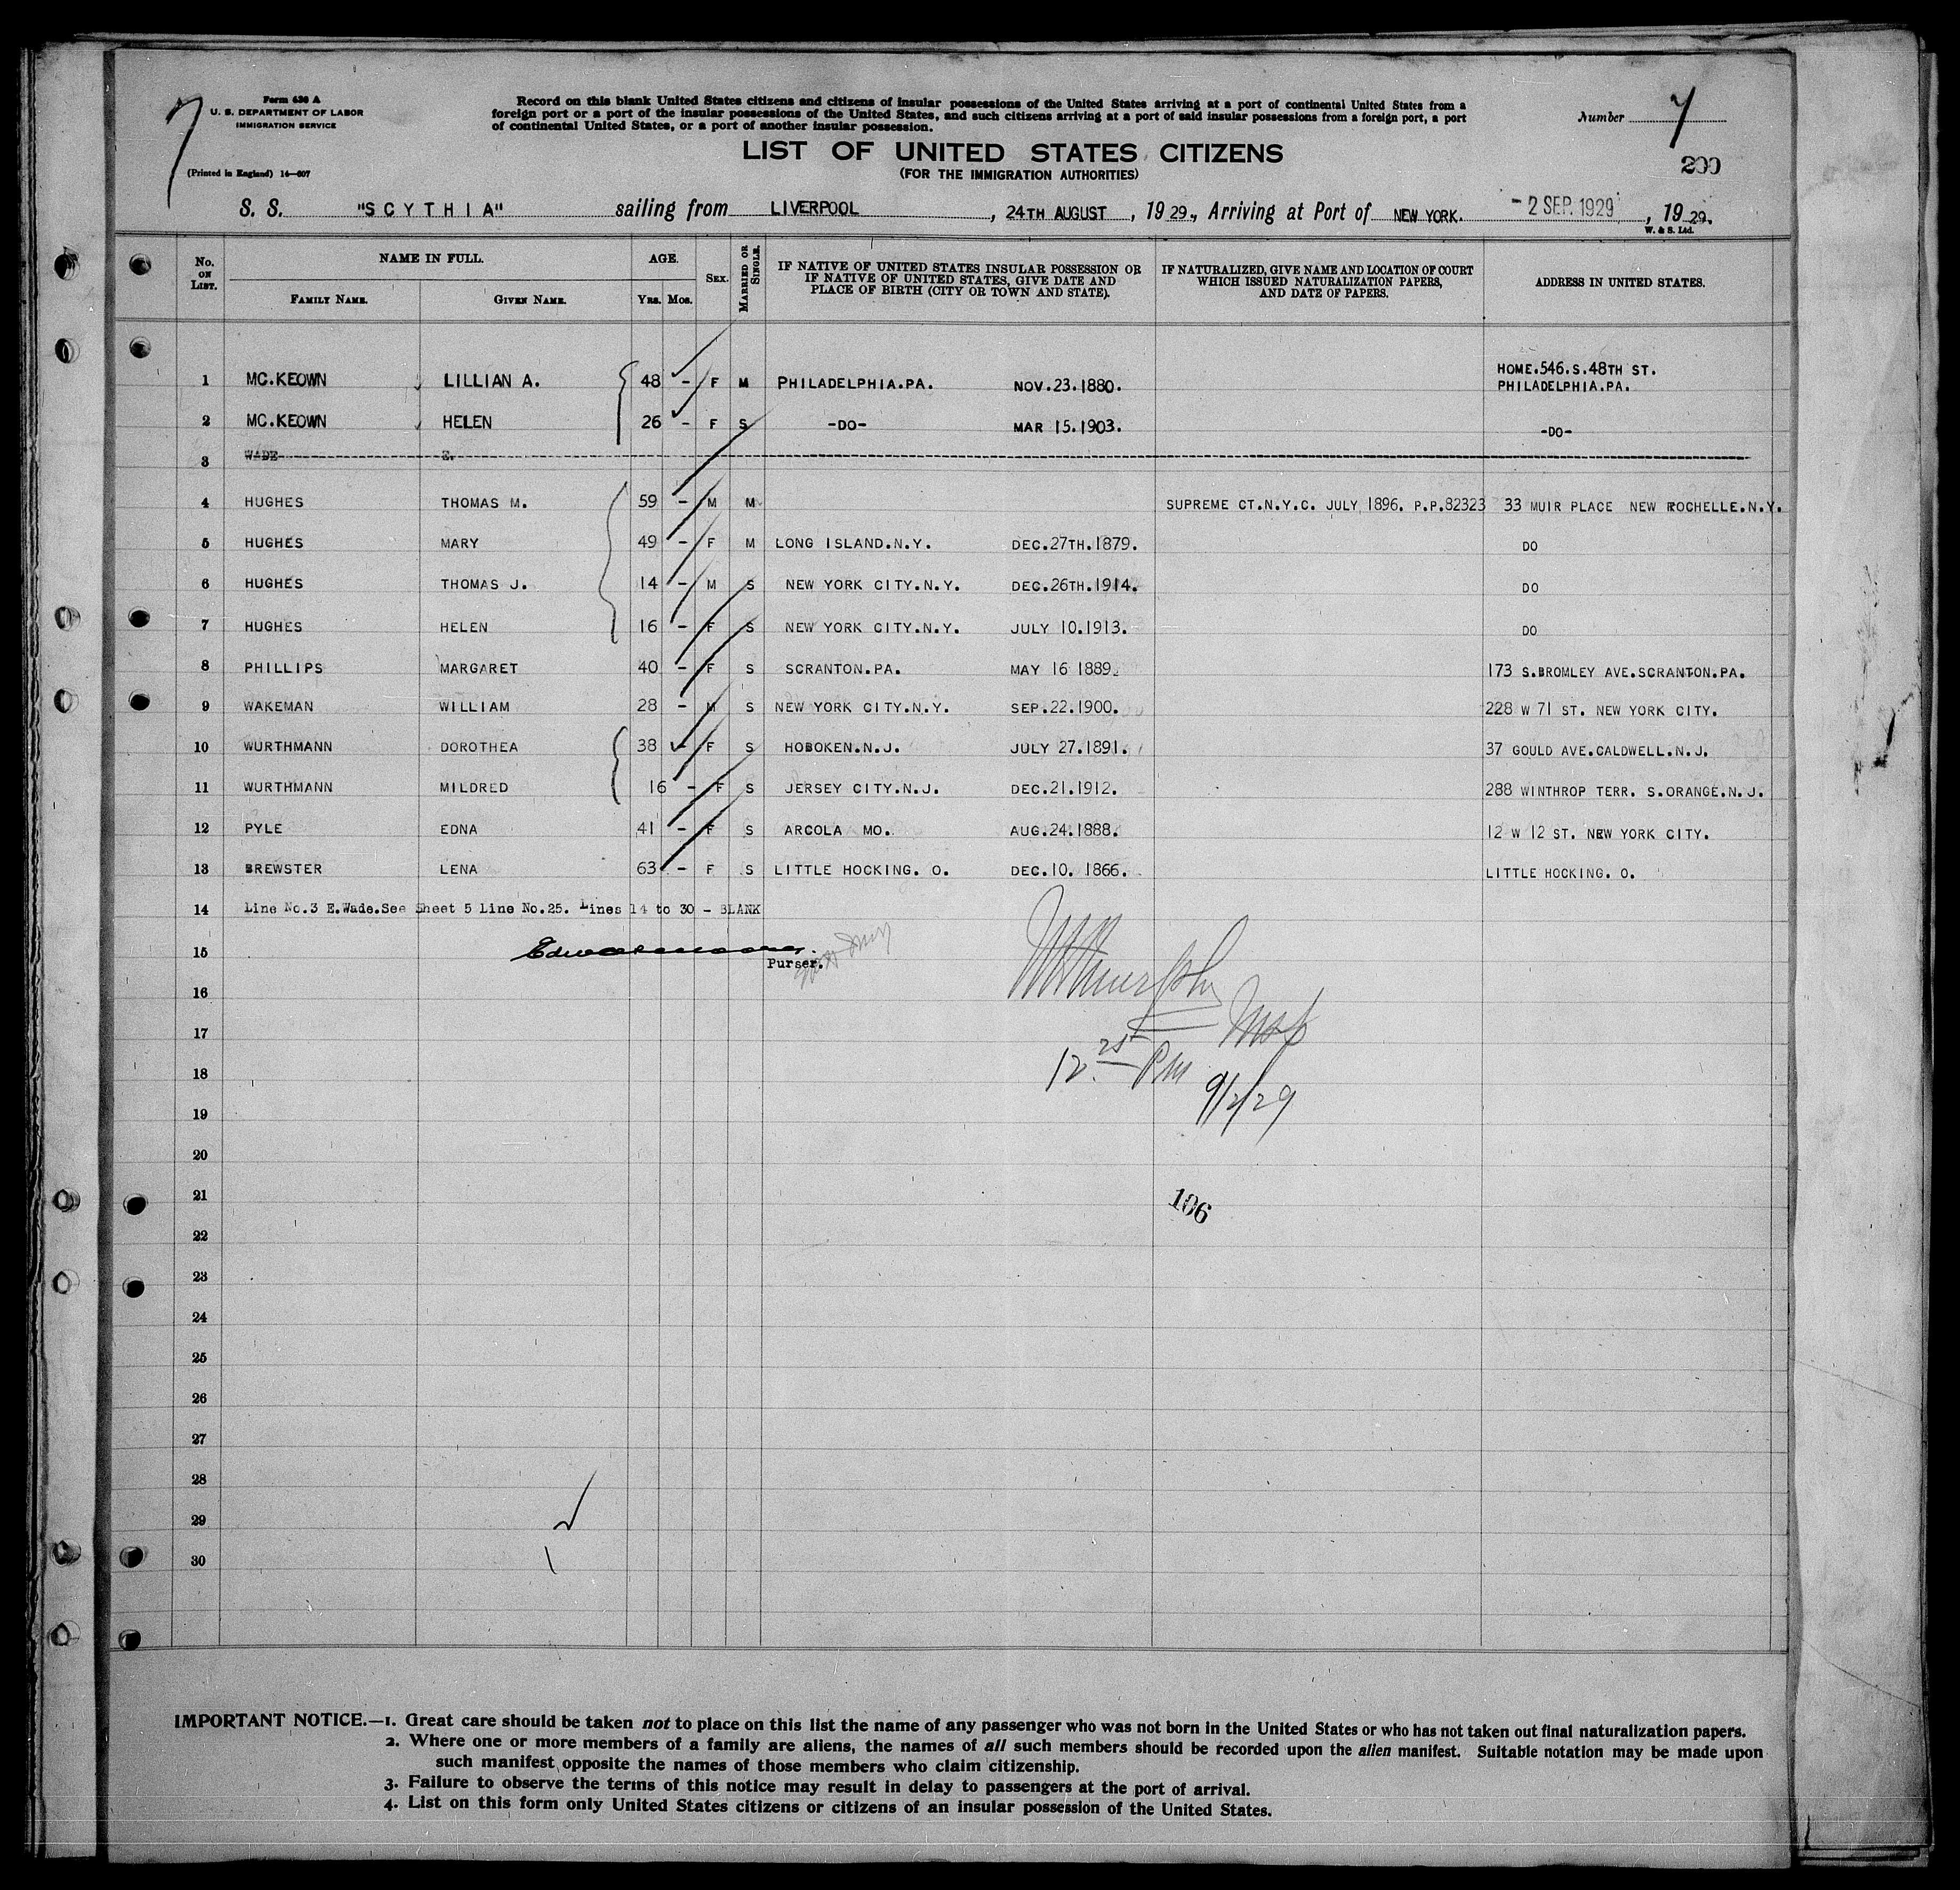 Form 630 A
U. S. DEPARTMENT OF LABOR
IMMIGRATION SERVICE
(Printed in England) 14—607
7
Record on this blank United States citizens and citizens of insular possessions of the United States arriving at a port of continental United States from a
foreign port or a port of the insular possessions of the United States, and such citizens arriving at a port of said insular possessions from a foreign port, a port
of continental United States, or a port of another insular possession.
Number 7
200
LIST OF UNITED STATES CITIZENS
(FOR THE IMMIGRATION AUTHORITIES)
S. S. "SCYTHIA" sailing from LIVERPOOL, 24TH AUGUST, 1929., Arriving at Port of NEW YORK. - 2 SEP. 1929, 1929.
W. & S. Ltd.
No. ON LIST. NAME IN FULL. AGE. SEX. MARRIED OR SINGLE. IF NATIVE OF UNITED STATES INSULAR POSSESSION OR IF NATIVE OF UNITED STATES, GIVE DATE AND PLACE OF BIRTH (CITY OR TOWN AND STATE). IF NATURALIZED, GIVE NAME AND LOCATION OF COURT WHICH ISSUED NATURALIZATION PAPERS, AND DATE OF PAPERS. ADDRESS IN UNITED STATES.
FAMILY NAME. GIVEN NAME. YRS. MOS.
1 MC.KEOWN LILLIAN A. 48 - F M PHILADELPHIA.PA. NOV.23.1880. HOME.546.S.48TH ST. PHILADELPHIA.PA.
2 MC.KEOWN HELEN 26 - F S -DO- MAR 15.1903. -DO-
3 WADE E.
4 HUGHES THOMAS M. 59 - M M SUPREME CT.N.Y.C. JULY 1896. P.P.82323 33 MUIR PLACE NEW ROCHELLE.N.Y.
5 HUGHES MARY 49 - F M LONG ISLAND.N.Y. DEC.27TH.1879. DO
6 HUGHES THOMAS J. 14 - M S NEW YORK CITY.N.Y. DEC.26TH.1914. DO
7 HUGHES HELEN 16 - F S NEW YORK CITY.N.Y. JULY 10.1913. DO
8 PHILLIPS MARGARET 40 - F S SCRANTON.PA. MAY 16 1889. 173 S.BROMLEY AVE.SCRANTON.PA.
9 WAKEMAN WILLIAM 28 - M S NEW YORK CITY.N.Y. SEP.22.1900. 228 W 71 ST. NEW YORK CITY.
10 WURTHMANN DOROTHEA 38 - F S HOBOKEN.N.J. JULY 27.1891. 37 GOULD AVE.CALDWELL.N.J.
11 WURTHMANN MILDRED 16 - F S JERSEY CITY.N.J. DEC.21.1912. 288 WINTHROP TERR. S.ORANGE.N.J.
12 PYLE EDNA 41 - F S ARCOLA MO. AUG.24.1888. 12 W 12 ST. NEW YORK CITY.
13 BREWSTER LENA 63 - F S LITTLE HOCKING. O. DEC.10. 1866. LITTLE HOCKING. O.
14 Line No.3 E.Wade.See Sheet 5 Line No.25. Lines 14 to 30 - BLANK
15
Purser.
16
17
18 12 25 PM
9/2/29
19
20
21 106
22
23
24
25
26
27
28
29
30
IMPORTANT NOTICE.—1. Great care should be taken not to place on this list the name of any passenger who was not born in the United States or who has not taken out final naturalization papers.
2. Where one or more members of a family are aliens, the names of all such members should be recorded upon the alien manifest. Suitable notation may be made upon
such manifest opposite the names of those members who claim citizenship.
3. Failure to observe the terms of this notice may result in delay to passengers at the port of arrival.
4. List on this form only United States citizens or citizens of an insular possession of the United States.